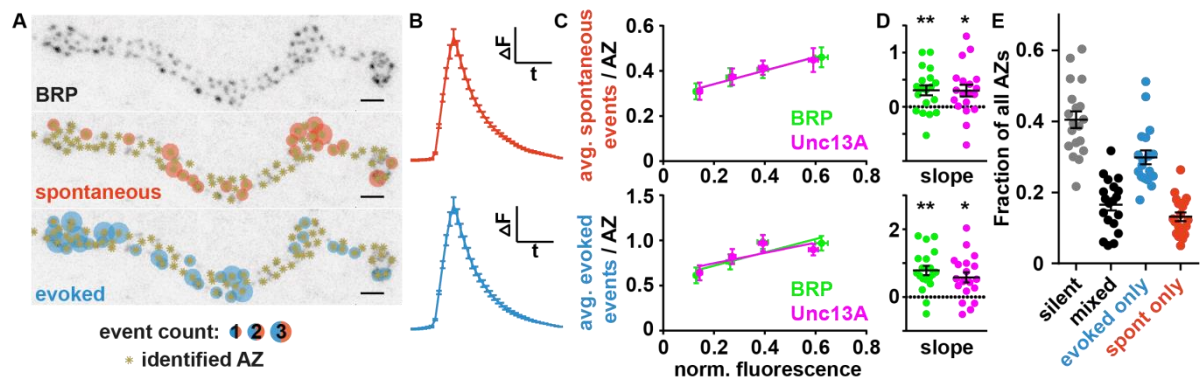 A
BRP
spontaneous
evoked
event count: 1 2 3
* identified AZ
B
ΔF
t
ΔF
t
C
avg. spontaneous
events / AZ
0.6
0.4
0.2
0
BRP
Unc13A
avg. evoked
events / AZ
1.5
1.0
0.5
0
BRP
Unc13A
0 0.2 0.4 0.6 0.8
norm. fluorescence
D
** *
1
0
slope
** *
2
0
slope
E
Fraction of all AZs
0.6
0.4
0.2
0
silent
mixed
evoked only
spont only